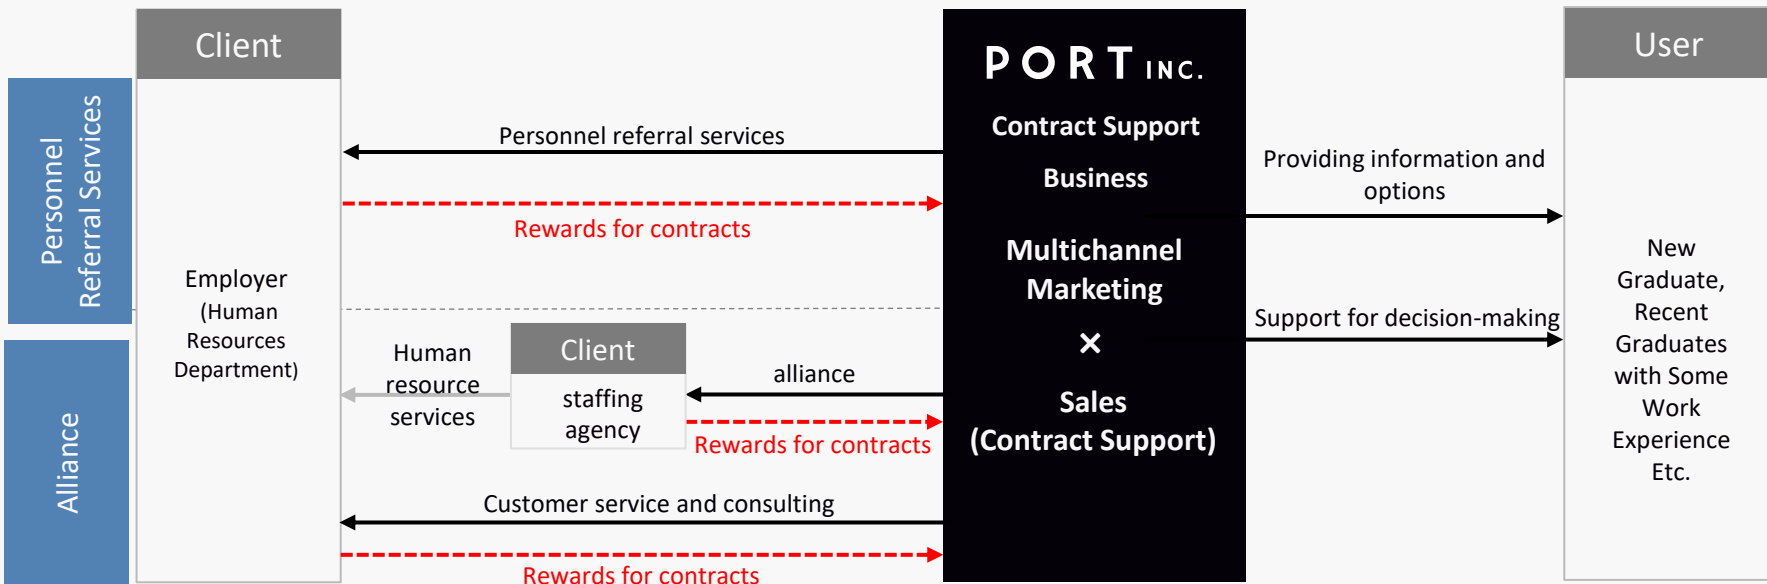 Client
PORT INC.
User
Personnel
Referral Services
Personnel referral services
Rewards for contracts
Contract Support
Business
Multichannel
Marketing
×
Sales
(Contract Support)
Providing information and
options
Support for decision-making
Employer
(Human
Resources
Department)
New
Graduate,
Recent
Graduates
with Some
Work
Experience
Etc.
Alliance
Human
resource
services
Client
staffing
agency
alliance
Rewards for contracts
Customer service and consulting
Rewards for contracts